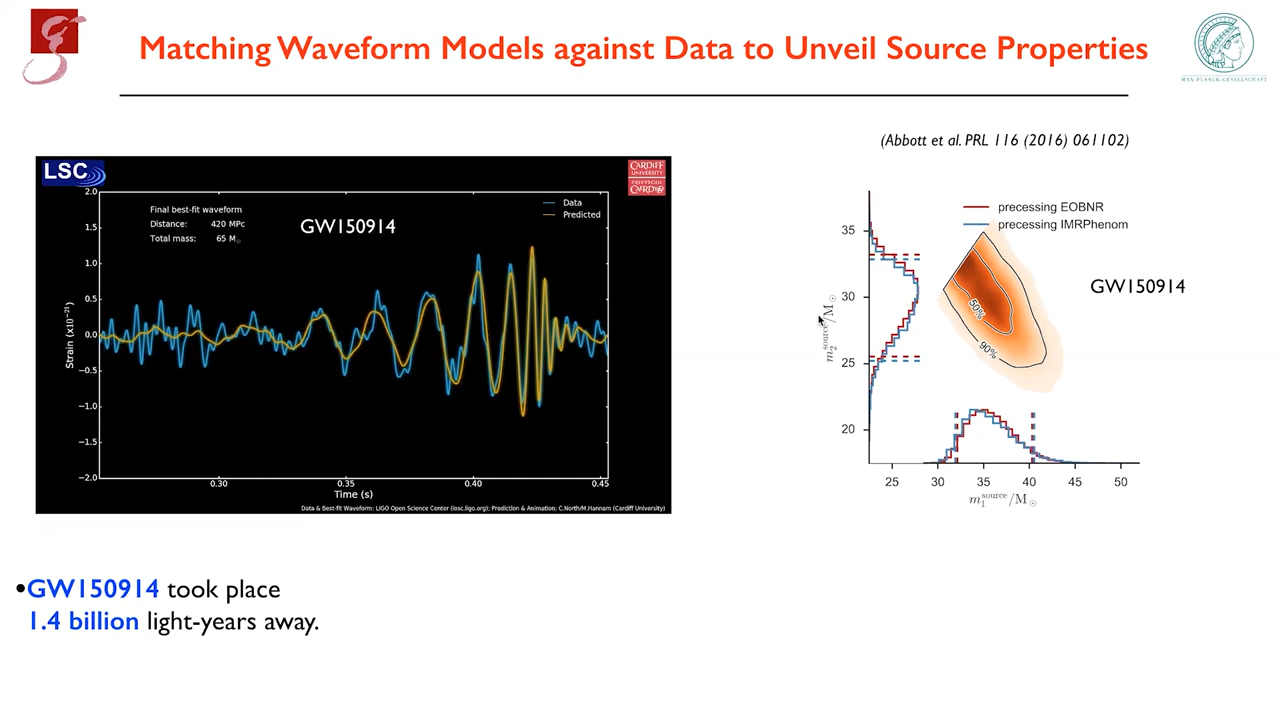 Matching Waveform Models against Data to Unveil Source Properties
MAX-PLANCK-GESELLSCHAFT
(Abbott et al. PRL 116 (2016) 061102)
LSC
CARDIFF
UNIVERSITY
PRIFYSGOL
CAERDYDD
Final best-fit waveform
Distance: 420 MPc
Total mass: 65 M☉
GW150914
Data
Predicted
2.0
1.5
1.0
0.5
0.0
−0.5
−1.0
−1.5
−2.0
Strain (x10⁻²¹)
0.30
0.35
0.40
0.45
Time (s)
Data & Best-fit Waveform: LIGO Open Science Center (losc.ligo.org); Prediction & Animation: C.North/M.Hannam (Cardiff University)
precessing EOBNR
precessing IMRPhenom
GW150914
35
30
25
20
m₂^source/M☉
50%
90%
25
30
35
40
45
50
m₁^source/M☉
•GW150914 took place
1.4 billion light-years away.